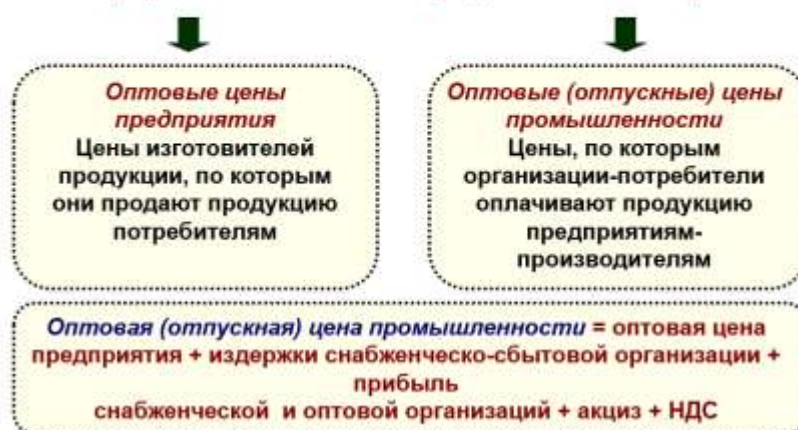 Оптовые цены
предприятия
Цены изготовителей
продукции, по которым
они продают продукцию
потребителям
Оптовые (отпускные) цены
промышленности
Цены, по которым
организации-потребители
оплачивают продукцию
предприятиям-
производителям
Оптовая (отпускная) цена промышленности = оптовая цена
предприятия + издержки снабженческо-сбытовой организации +
прибыль
снабженческой и оптовой организаций + акциз + НДС